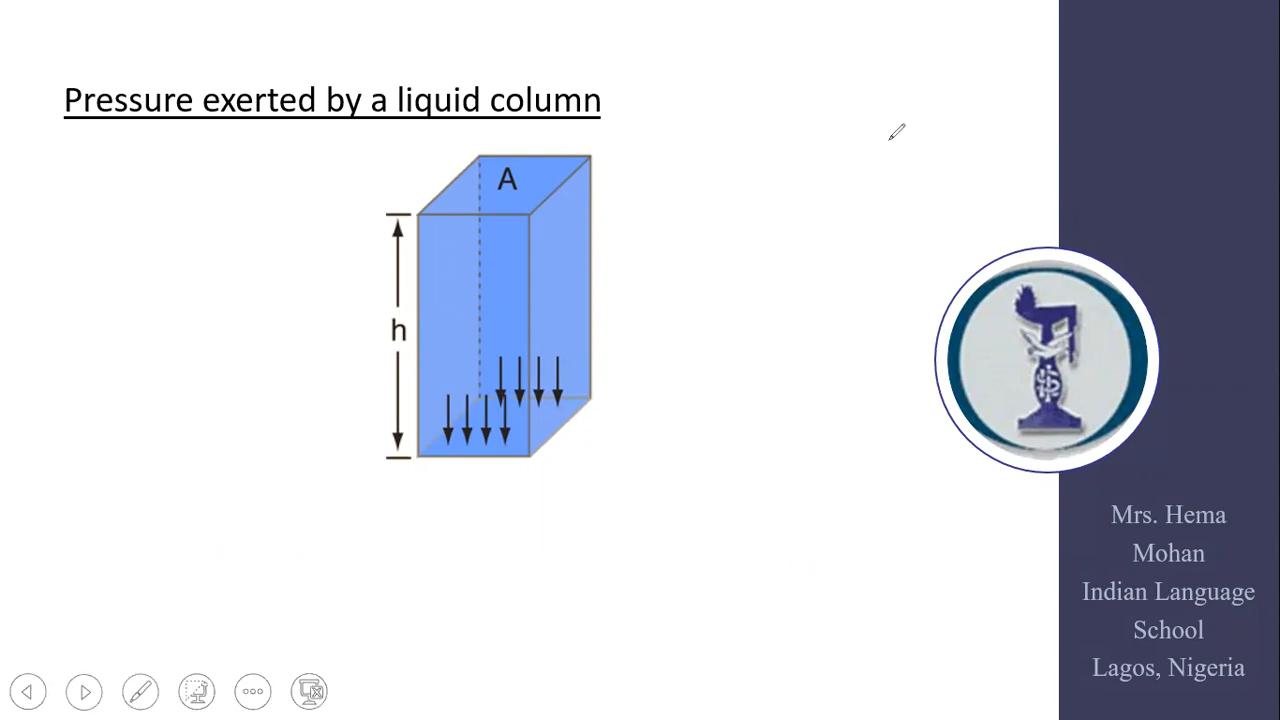 Pressure exerted by a liquid column
A
h
Mrs. Hema
Mohan
Indian Language
School
Lagos, Nigeria